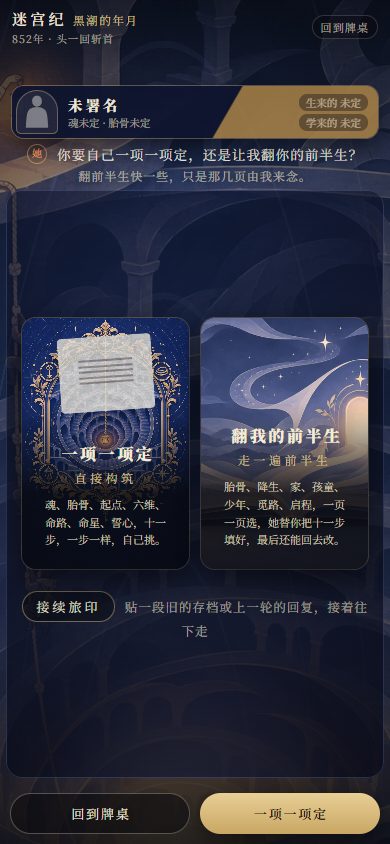 迷宫纪 黑潮的年月
852年 · 头一回斩首
回到牌桌
未署名
魂未定 · 胎骨未定
生来的 未定
学来的 未定
她 你要自己一项一项定，还是让我翻你的前半生？
翻前半生快一些，只是那几页由我来念。
一项一项定
直接构筑
魂、胎骨、起点、六维、
命路、命星、誓心，十一
步，一步一样，自己挑。
翻我的前半生
走一遍前半生
胎骨、降生、家、孩童、
少年、觅路、启程，一页
一页选，她替你把十一步
填好，最后还能回去改。
接续旅印 贴一段旧的存档或上一轮的回复，接着往
下走
回到牌桌
一项一项定